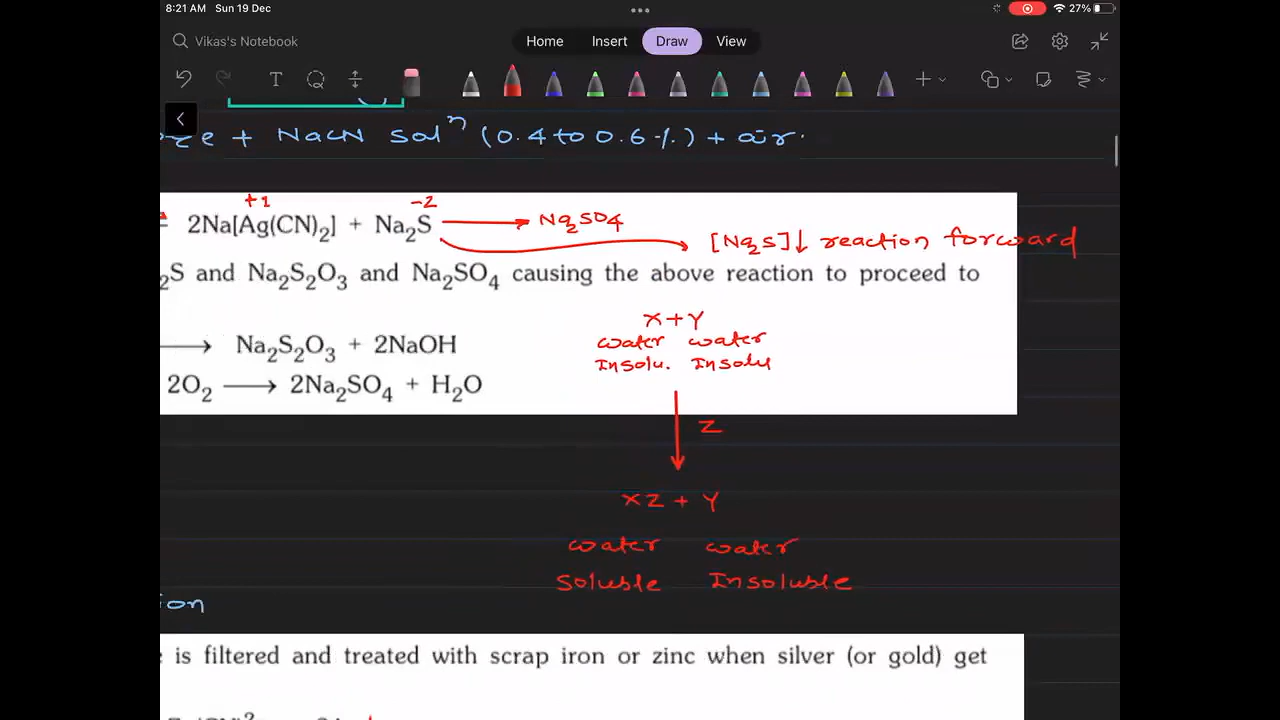 8:21 AM Sun 19 Dec
27%
Vikas's Notebook
Home Insert Draw View
+ NaCN solⁿ (0.4 to 0.6 %) + air.
+1 -2
2Na[Ag(CN)₂] + Na₂S ⟶ Na₂SO₄
[Na₂S]↓ reaction forward
₂S and Na₂S₂O₃ and Na₂SO₄ causing the above reaction to proceed to
X + Y
water water
Insolu. Insolu
⟶ Na₂S₂O₃ + 2NaOH
2O₂ ⟶ 2Na₂SO₄ + H₂O
Z
XZ + Y
water water
Soluble Insoluble
is filtered and treated with scrap iron or zinc when silver (or gold) get